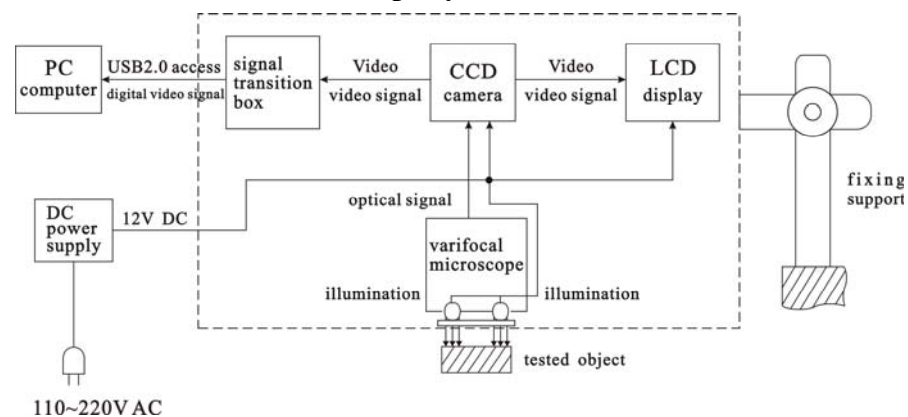 PC
computer
USB2.0 access
digital video signal
signal
transition
box
Video
video signal
CCD
camera
Video
video signal
LCD
display
fixing
support
optical signal
DC
power
supply
12V DC
varifocal
microscope
illumination
illumination
tested object
110~220V AC